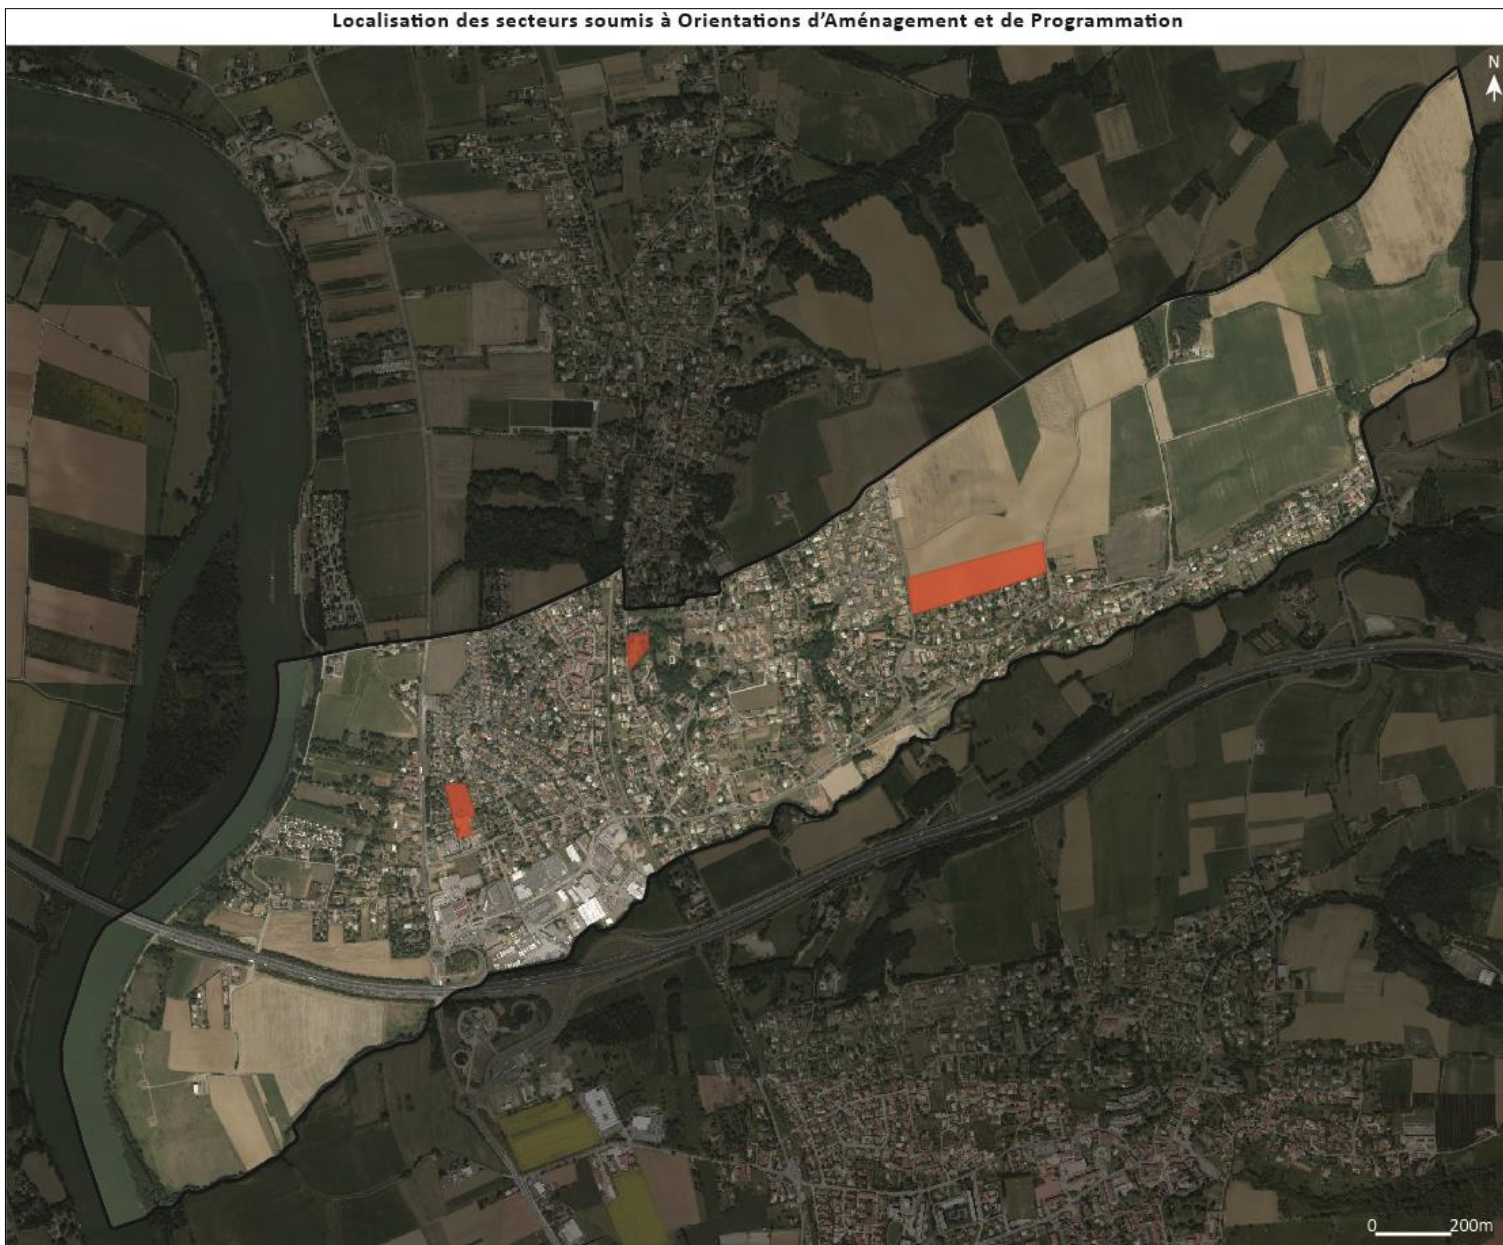 Localisation des secteurs soumis à Orientations d'Aménagement et de Programmation
N
0 200m